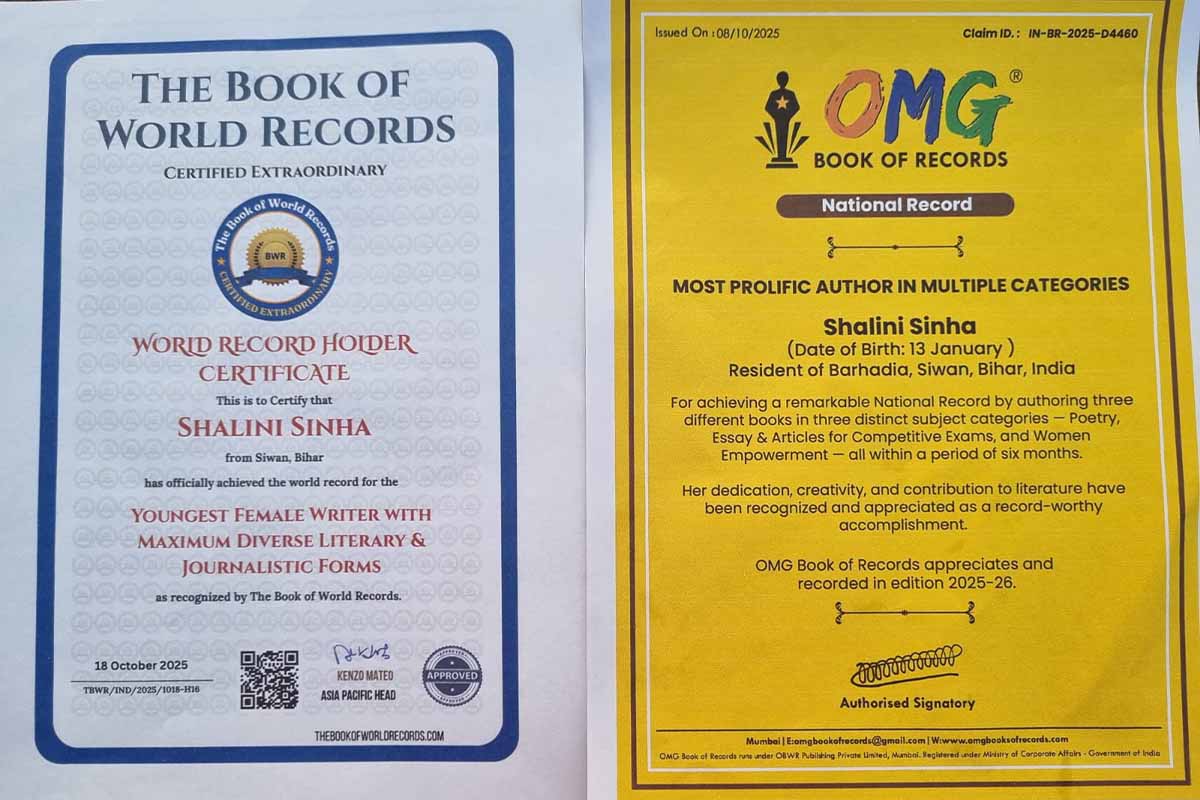 THE BOOK OF
WORLD RECORDS
CERTIFIED EXTRAORDINARY
The Book of World Records
BWR
CERTIFIED EXTRAORDINARY
WORLD RECORD HOLDER
CERTIFICATE
This is to Certify that
SHALINI SINHA
from Siwan, Bihar
has officially achieved the world record for the
YOUNGEST FEMALE WRITER WITH
MAXIMUM DIVERSE LITERARY &
JOURNALISTIC FORMS
as recognized by The Book of World Records.
18 October 2025
TBWR/IND/2025/1018-H16
KENZO MATEO
ASIA PACIFIC HEAD
APPROVED
THEBOOKOFWORLDRECORDS.COM
Issued On : 08/10/2025
Claim ID. : IN-BR-2025-D4460
OMG®
BOOK OF RECORDS
National Record
MOST PROLIFIC AUTHOR IN MULTIPLE CATEGORIES
Shalini Sinha
(Date of Birth: 13 January )
Resident of Barhadia, Siwan, Bihar, India
For achieving a remarkable National Record by authoring three
different books in three distinct subject categories — Poetry,
Essay & Articles for Competitive Exams, and Women
Empowerment — all within a period of six months.
Her dedication, creativity, and contribution to literature have
been recognized and appreciated as a record-worthy
accomplishment.
OMG Book of Records appreciates and
recorded in edition 2025-26.
Authorised Signatory
Mumbai | E:omgbookofrecords@gmail.com | W:www.omgbooksofrecords.com
OMG Book of Records runs under OBWR Publishing Private Limited, Mumbai. Registered under Ministry of Corporate Affairs - Government of India